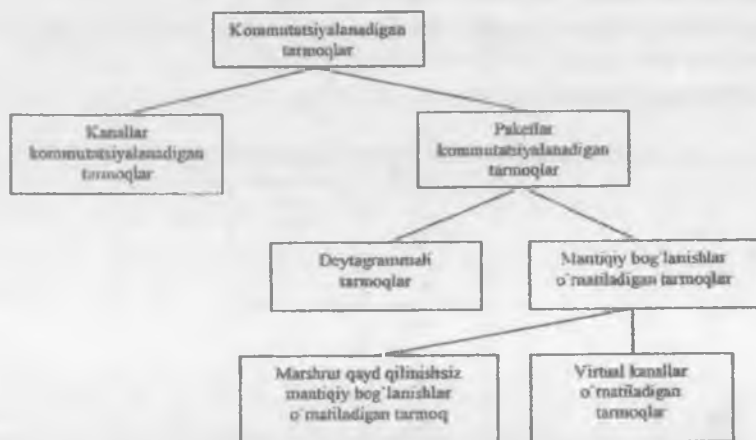 Kommutatsiyalanadigan
tarmoqlar
Kanallar
kommutatsiyalanadigan
tarmoqlar
Paketlar
kommutatsiyalanadigan
tarmoqlar
Deytagrammali
tarmoqlar
Mantiqiy bog`lanishlar
o`rnatiladigan tarmoqlar
Marshrut qayd qilinishsiz
mantiqiy bog`lanishlar
o`rnatiladigan tarmoq
Virtual kanallar
o`rnatiladigan
tarmoqlar